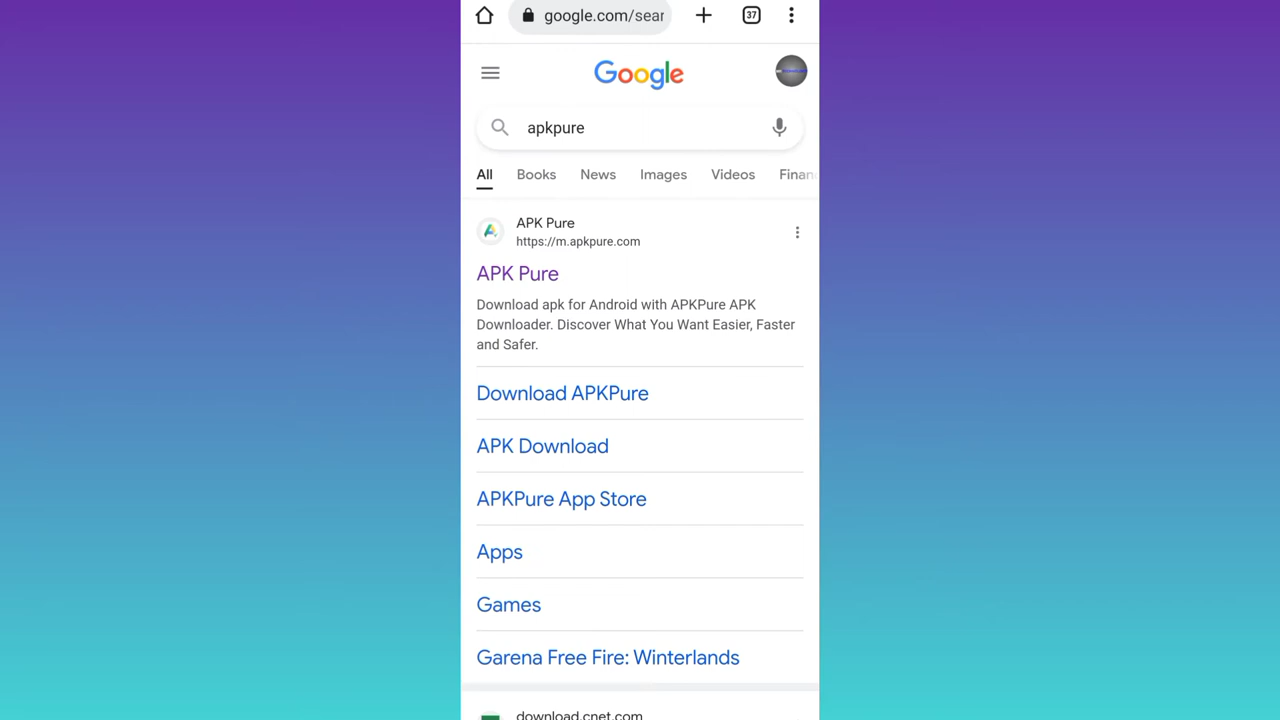 google.com/sear
37
Google
apkpure
All Books News Images Videos Finan
APK Pure
https://m.apkpure.com
APK Pure
Download apk for Android with APKPure APK
Downloader. Discover What You Want Easier, Faster
and Safer.
Download APKPure
APK Download
APKPure App Store
Apps
Games
Garena Free Fire: Winterlands
download.cnet.com